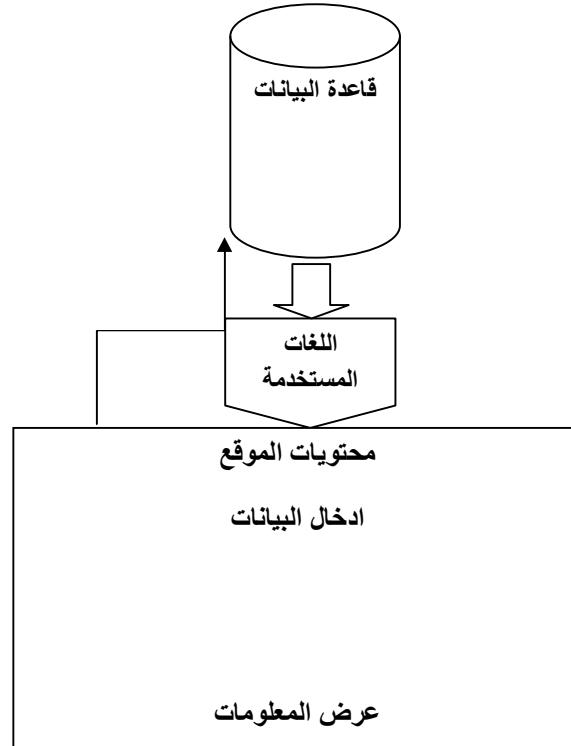 قاعدة البيانات
اللغات
المستخدمة
محتويات الموقع
ادخال البيانات
عرض المعلومات